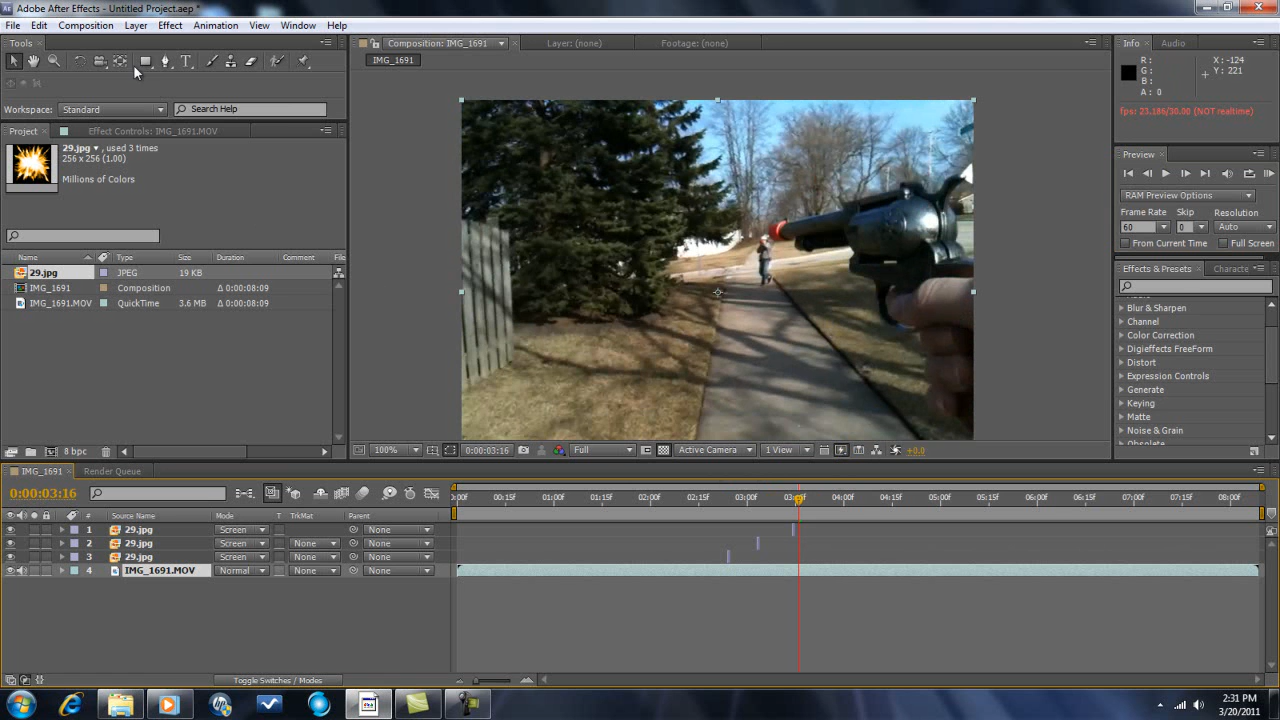 Adobe After Effects - Untitled Project.aep *
File Edit Composition Layer Effect Animation View Window Help
Tools
Workspace: Standard Search Help
Project Effect Controls: IMG_1691.MOV
29.jpg ▾ , used 3 times
256 x 256 (1.00)
Millions of Colors
Name Type Size Duration Comment
29.jpg JPEG 19 KB
IMG_1691 Composition Δ 0:00:08:09
IMG_1691.MOV QuickTime 3.6 MB Δ 0:00:08:09
8 bpc
Composition: IMG_1691 Layer: (none) Footage: (none)
IMG_1691
100% 0:00:03:16 Full Active Camera 1 View +0.0
Info Audio
R: X: -124
G: Y: 221
B:
A: 0
fps: 23.186/30.00 (NOT realtime)
Preview
RAM Preview Options
Frame Rate Skip Resolution
60 0 Auto
From Current Time Full Screen
Effects & Presets Characte
Blur & Sharpen
Channel
Color Correction
Digieffects FreeForm
Distort
Expression Controls
Generate
Keying
Matte
Noise & Grain
Obsolete
IMG_1691 Render Queue
0:00:03:16
:00f 00:15f 01:00f 01:15f 02:00f 02:15f 03:00f 03:15f 04:00f 04:15f 05:00f 05:15f 06:00f 06:15f 07:00f 07:15f 08:00f
# Source Name Mode T TrkMat Parent
1 29.jpg Screen None
2 29.jpg Screen None None
3 29.jpg Screen None None
4 IMG_1691.MOV Normal None None
Toggle Switches / Modes
2:31 PM
3/20/2011